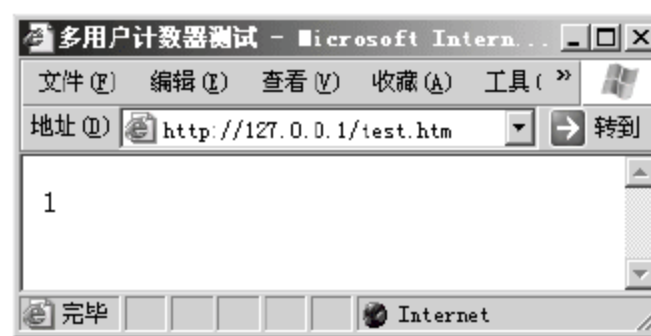 多用户计数器测试 - Microsoft Intern...
文件(F) 编辑(E) 查看(V) 收藏(A) 工具( »
地址(D) http://127.0.0.1/test.htm 转到
1
完毕 Internet